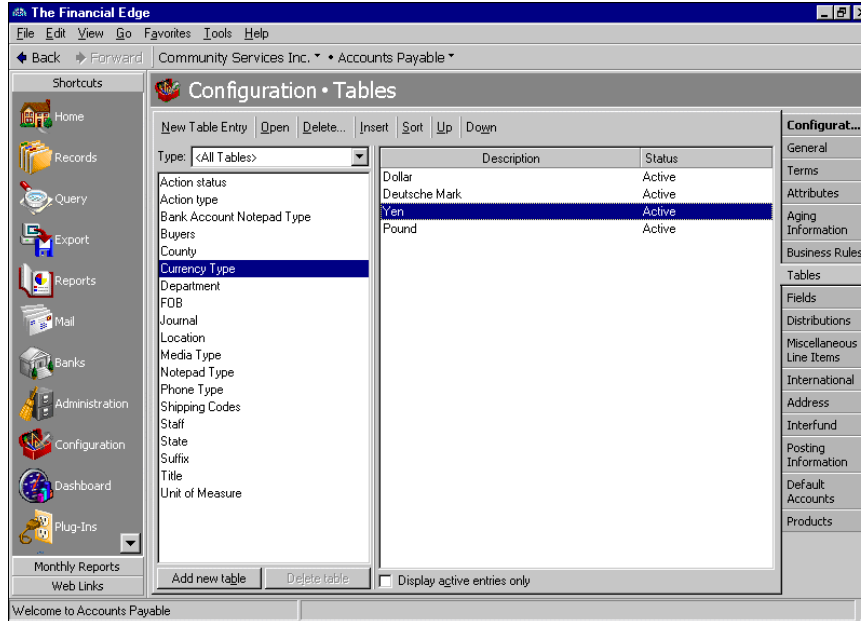 The Financial Edge
File Edit View Go Favorites Tools Help
Back Forward Community Services Inc. • Accounts Payable
Shortcuts
Home
Records
Query
Export
Reports
Mail
Banks
Administration
Configuration
Dashboard
Plug-Ins
Monthly Reports
Web Links
Configuration • Tables
New Table Entry Open Delete... Insert Sort Up Down
Type: <All Tables>
Action status
Action type
Bank Account Notepad Type
Buyers
County
Currency Type
Department
FOB
Journal
Location
Media Type
Notepad Type
Phone Type
Shipping Codes
Staff
State
Suffix
Title
Unit of Measure
Add new table Delete table
Description Status
Dollar Active
Deutsche Mark Active
Yen Active
Pound Active
Display active entries only
Configurat...
General
Terms
Attributes
Aging
Information
Business Rules
Tables
Fields
Distributions
Miscellaneous
Line Items
International
Address
Interfund
Posting
Information
Default
Accounts
Products
Welcome to Accounts Payable